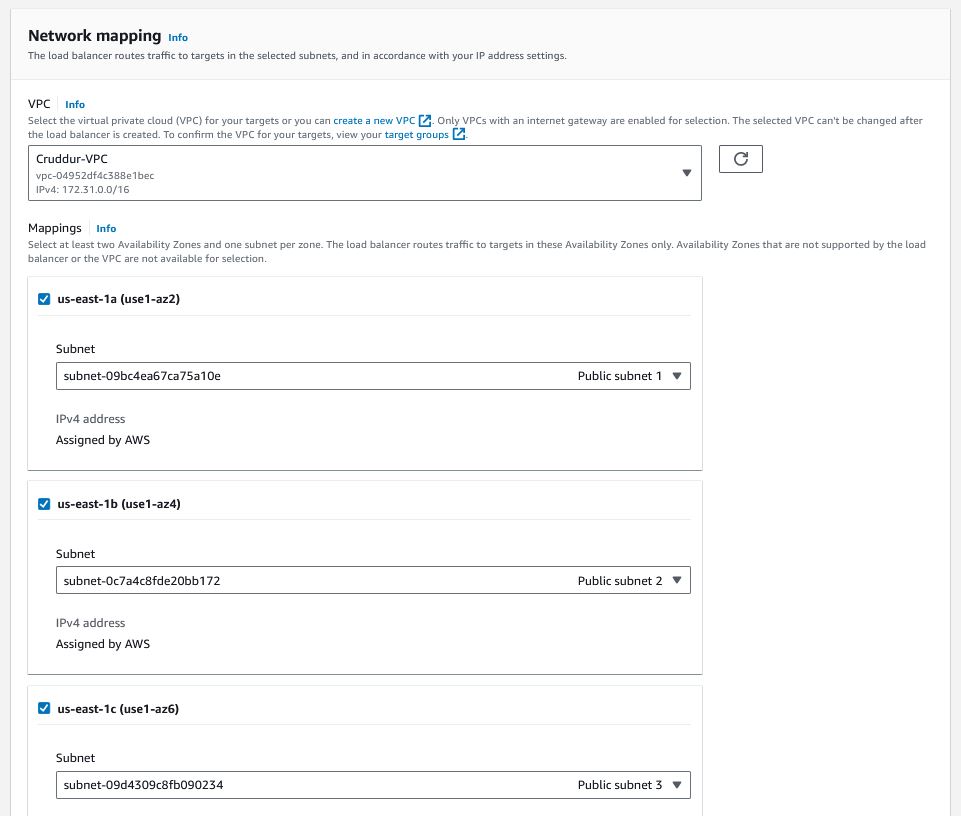 Network mapping Info
The load balancer routes traffic to targets in the selected subnets, and in accordance with your IP address settings.
VPC Info
Select the virtual private cloud (VPC) for your targets or you can create a new VPC. Only VPCs with an internet gateway are enabled for selection. The selected VPC can't be changed after
the load balancer is created. To confirm the VPC for your targets, view your target groups.
Cruddur-VPC
vpc-04952df4c388e1bec
IPv4: 172.31.0.0/16
Mappings Info
Select at least two Availability Zones and one subnet per zone. The load balancer routes traffic to targets in these Availability Zones only. Availability Zones that are not supported by the load
balancer or the VPC are not available for selection.
us-east-1a (use1-az2)
Subnet
subnet-09bc4ea67ca75a10e Public subnet 1
IPv4 address
Assigned by AWS
us-east-1b (use1-az4)
Subnet
subnet-0c7a4c8fde20bb172 Public subnet 2
IPv4 address
Assigned by AWS
us-east-1c (use1-az6)
Subnet
subnet-09d4309c8fb090234 Public subnet 3